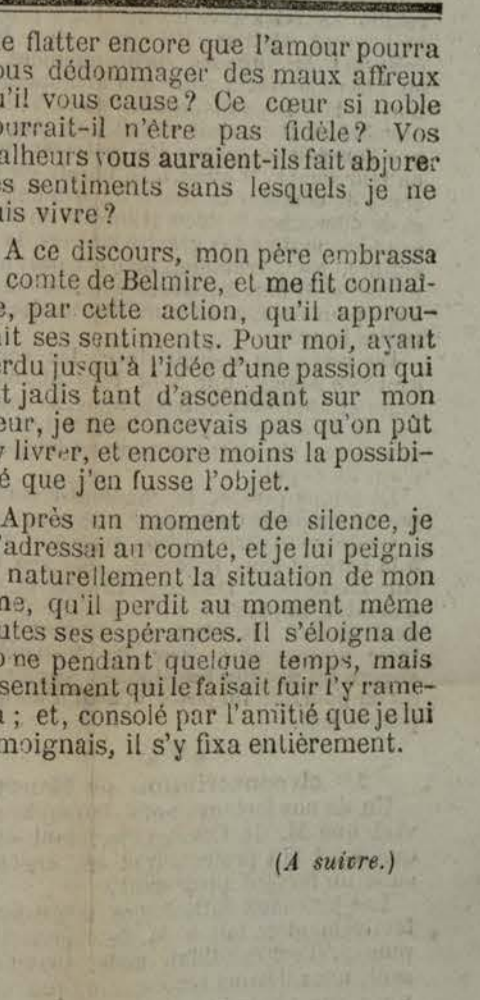 e flatter encore que l'amour pourra
ous dédommager des maux affreux
u'il vous cause? Ce cœur si noble
ourrait-il n'être pas fidèle? Vos
alheurs vous auraient-ils fait abjurer
s sentiments sans lesquels je ne
uis vivre?
A ce discours, mon père embrassa
comte de Belmire, et me fit connaî-
e, par cette action, qu'il approu-
it ses sentiments. Pour moi, ayant
rdu jusqu'à l'idée d'une passion qui
t jadis tant d'ascendant sur mon
eur, je ne concevais pas qu'on pût
y livrer, et encore moins la possibi-
é que j'en fusse l'objet.
Après un moment de silence, je
'adressai au comte, et je lui peignis
naturellement la situation de mon
ne, qu'il perdit au moment même
utes ses espérances. Il s'éloigna de
o ne pendant quelque temps, mais
sentiment qui le faisait fuir l'y rame-
a; et, consolé par l'amitié que je lui
moignais, il s'y fixa entièrement.
(A suivre.)